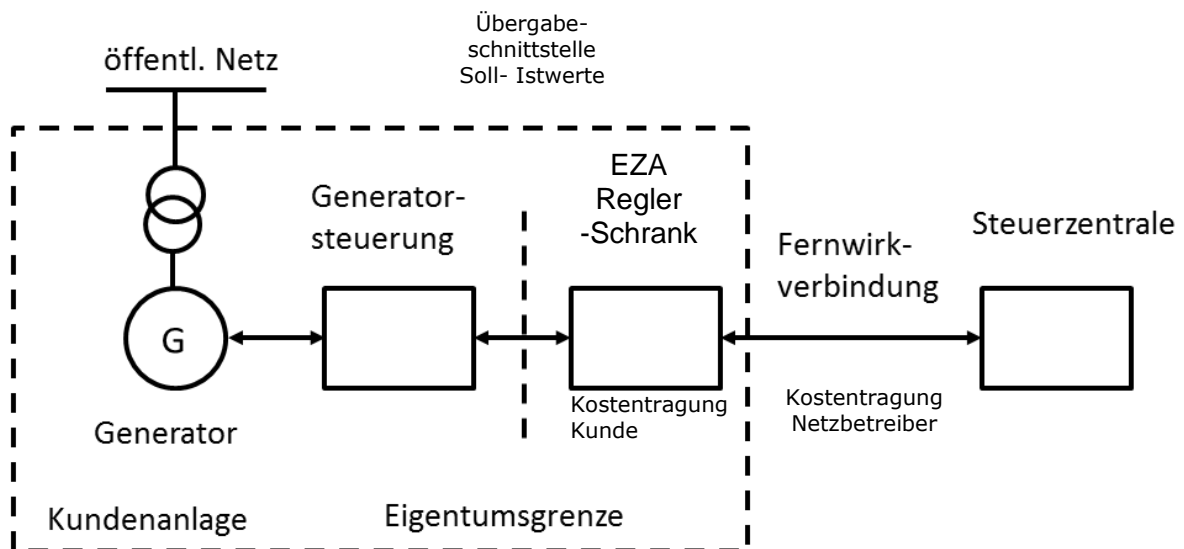 Übergabe-
schnittstelle
Soll- Istwerte
öffentl. Netz
EZA
Regler
-Schrank
Generator-
steuerung
Steuerzentrale
Fernwirk-
verbindung
G
Kostentragung
Kunde
Kostentragung
Netzbetreiber
Generator
Kundenanlage
Eigentumsgrenze